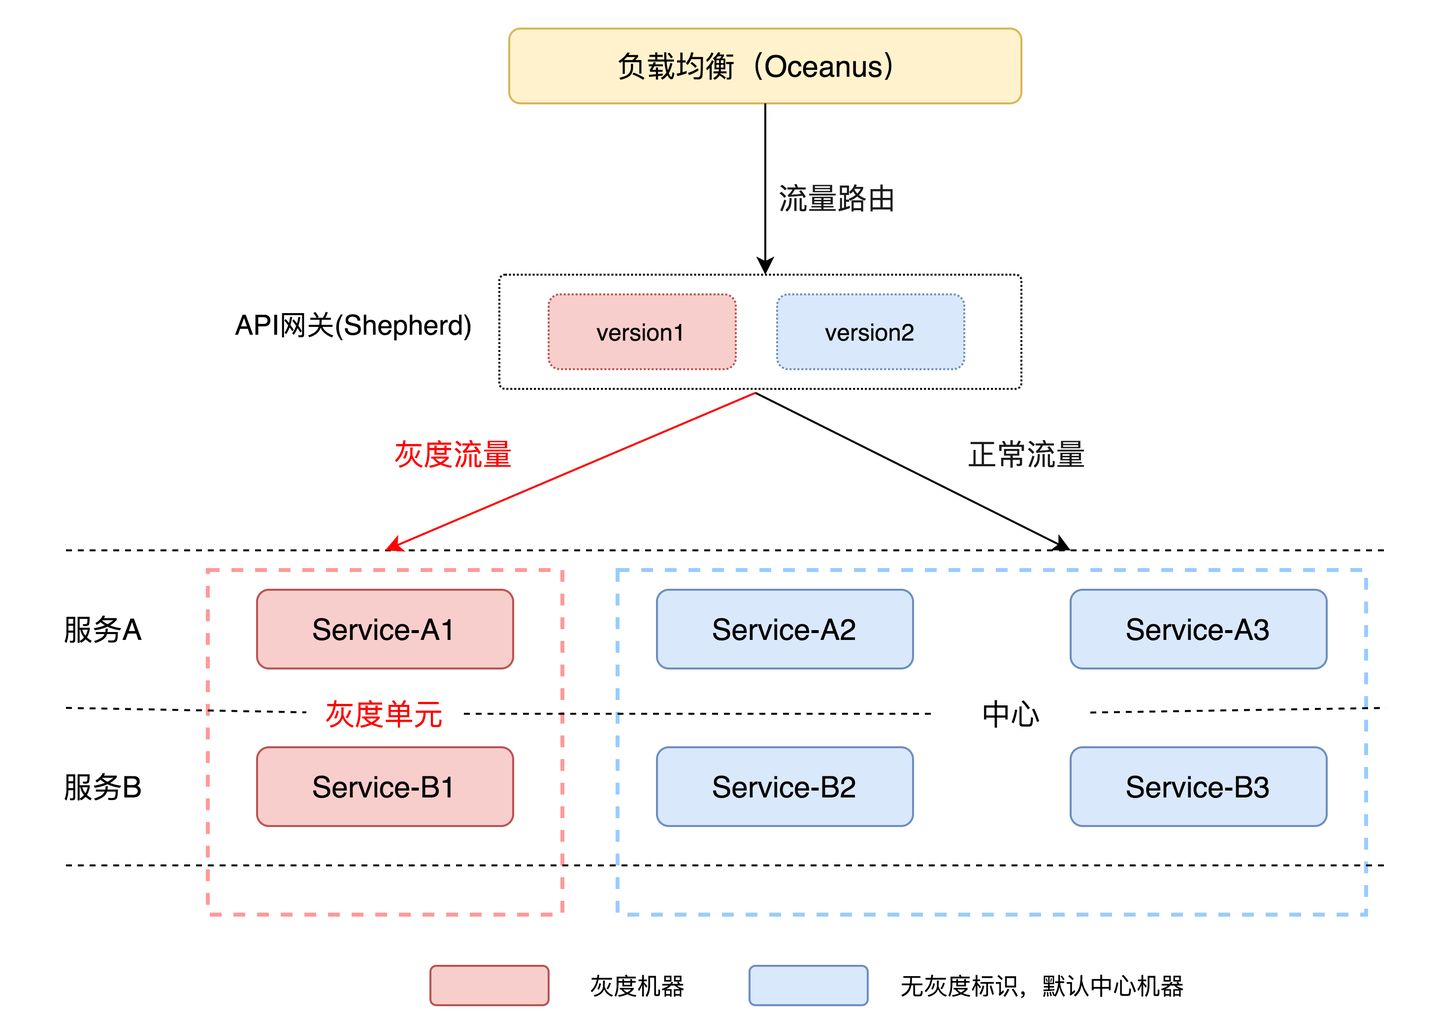 负载均衡（Oceanus）
流量路由
API网关(Shepherd)
version1
version2
灰度流量
正常流量
服务A
Service-A1
Service-A2
Service-A3
灰度单元
中心
服务B
Service-B1
Service-B2
Service-B3
灰度机器
无灰度标识，默认中心机器